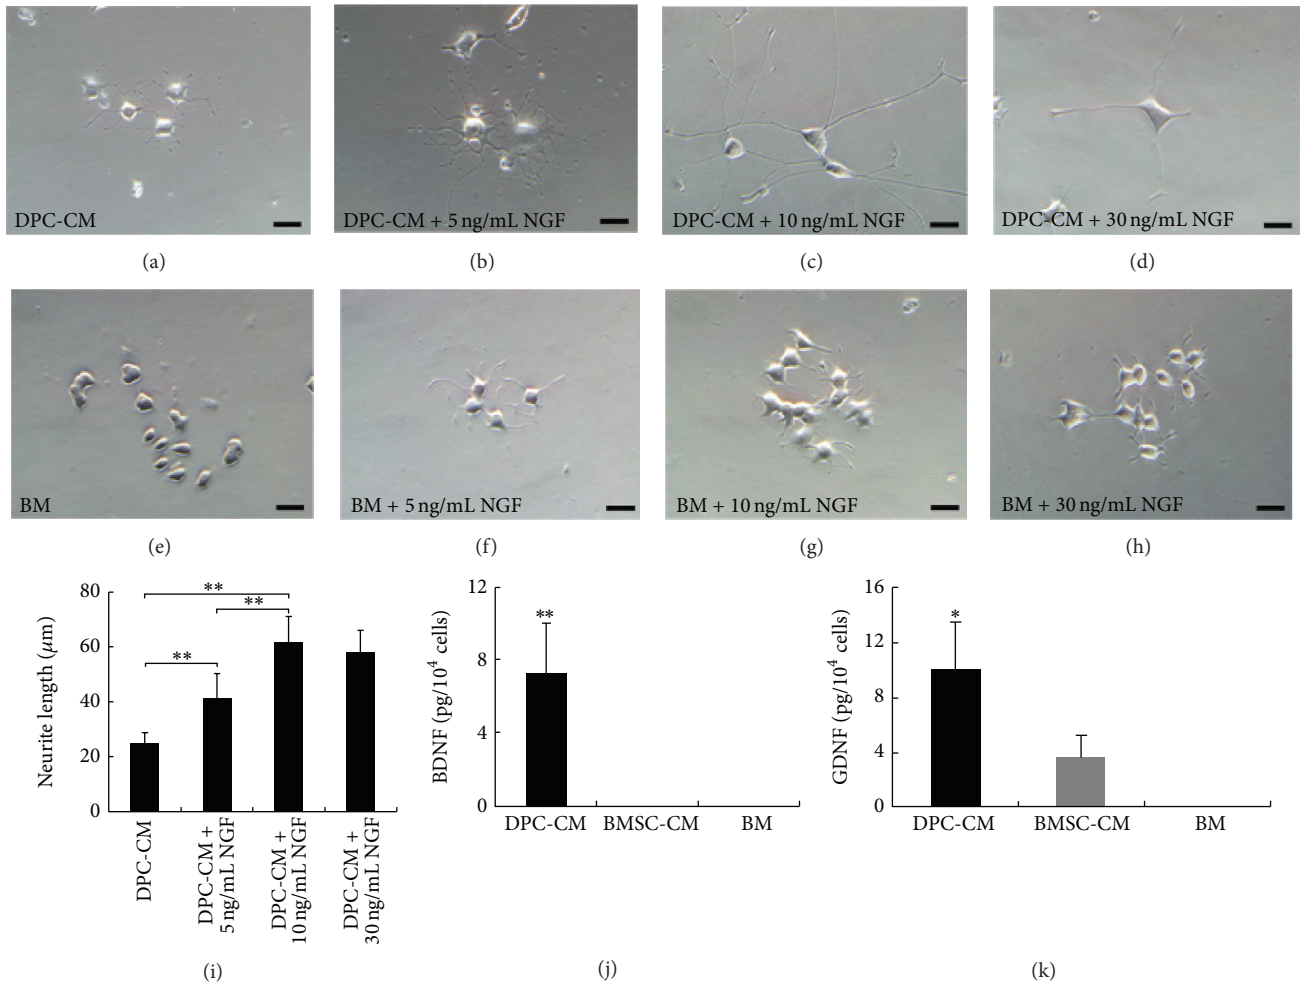 DPC-CM
DPC-CM + 5 ng/mL NGF
DPC-CM + 10 ng/mL NGF
DPC-CM + 30 ng/mL NGF
(a)
(b)
(c)
(d)
BM
BM + 5 ng/mL NGF
BM + 10 ng/mL NGF
BM + 30 ng/mL NGF
(e)
(f)
(g)
(h)
Neurite length (μm)
80
60
40
20
0
**
**
**
DPC-CM
DPC-CM +
5 ng/mL NGF
DPC-CM +
10 ng/mL NGF
DPC-CM +
30 ng/mL NGF
(i)
BDNF (pg/10⁴ cells)
12
8
4
0
**
DPC-CM
BMSC-CM
BM
(j)
GDNF (pg/10⁴ cells)
16
12
8
4
0
*
DPC-CM
BMSC-CM
BM
(k)